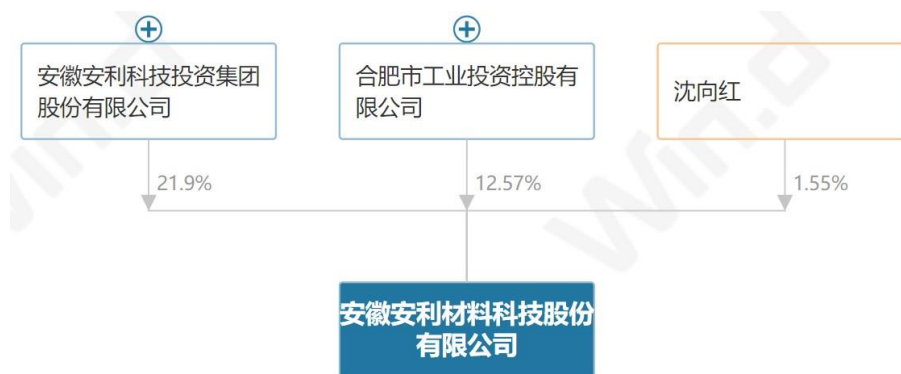 安徽安利科技投资集团
股份有限公司
合肥市工业投资控股有
限公司
沈向红
21.9%
12.57%
1.55%
安徽安利材料科技股份
有限公司
Win.d
Win.d